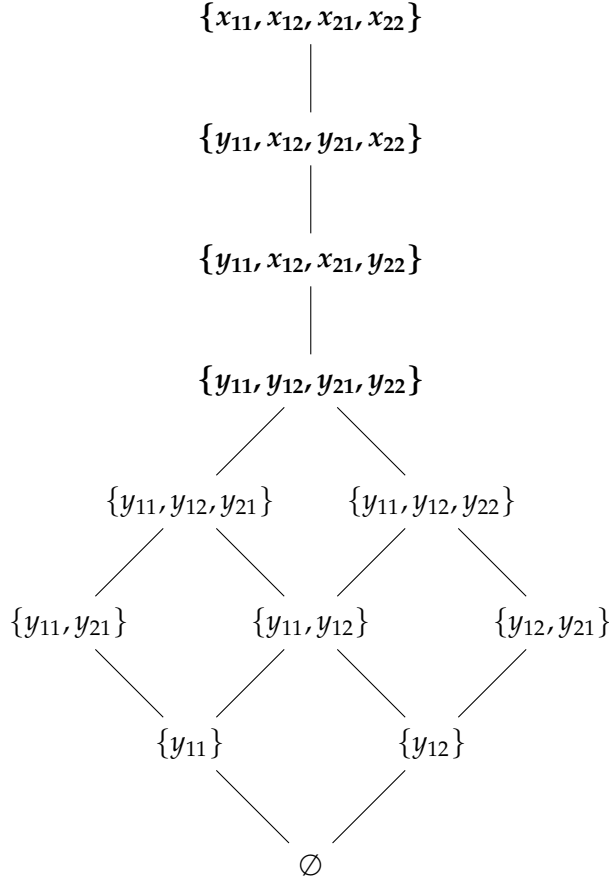 {x₁₁, x₁₂, x₂₁, x₂₂}
{y₁₁, x₁₂, y₂₁, x₂₂}
{y₁₁, x₁₂, x₂₁, y₂₂}
{y₁₁, y₁₂, y₂₁, y₂₂}
{y₁₁, y₁₂, y₂₁} {y₁₁, y₁₂, y₂₂}
{y₁₁, y₂₁} {y₁₁, y₁₂} {y₁₂, y₂₁}
{y₁₁} {y₁₂}
∅